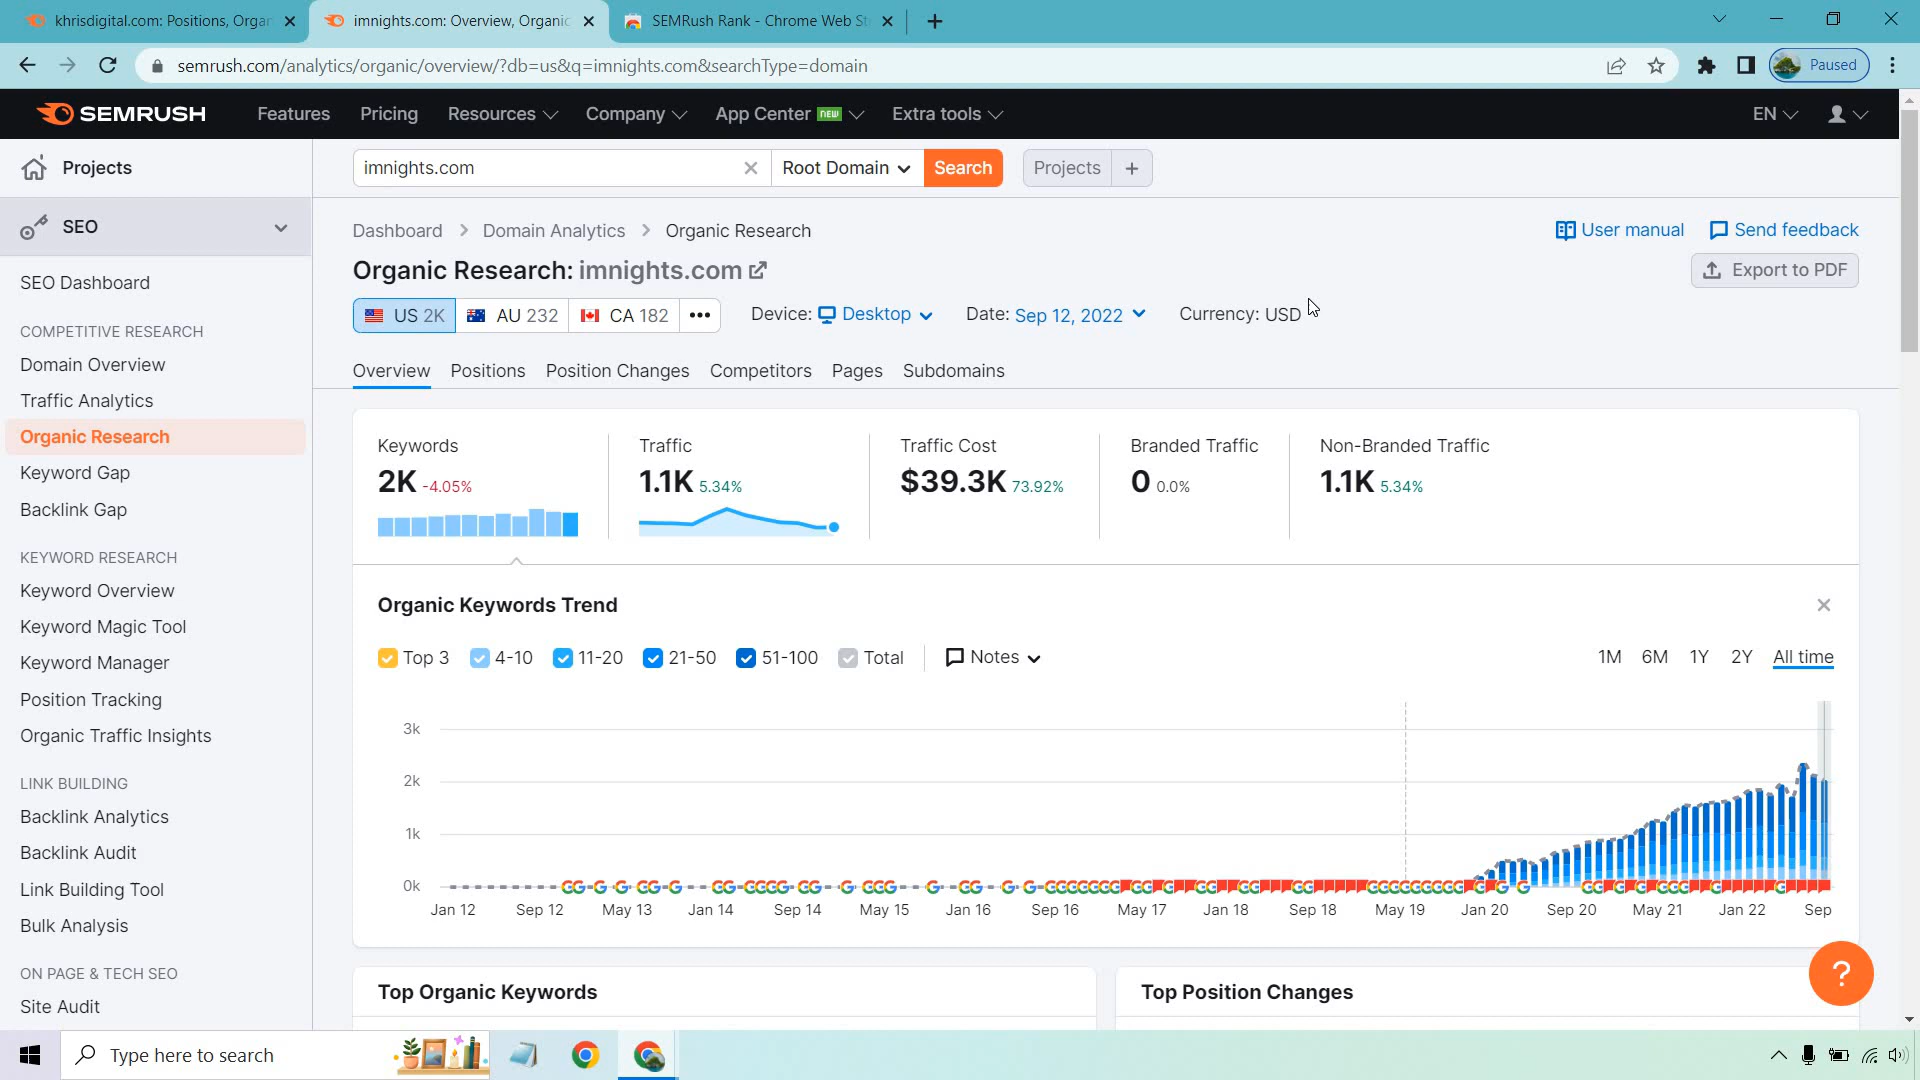 khrisdigital.com: Positions, Organ
imnights.com: Overview, Organic
SEMRush Rank - Chrome Web St
semrush.com/analytics/organic/overview/?db=us&q=imnights.com&searchType=domain
Paused
SEMRUSH
Features
Pricing
Resources
Company
App Center NEW
Extra tools
EN
Projects
imnights.com
Root Domain
Search
Projects +
SEO
Dashboard > Domain Analytics > Organic Research
User manual
Send feedback
Organic Research: imnights.com
Export to PDF
US 2K
AU 232
CA 182
Device: Desktop
Date: Sep 12, 2022
Currency: USD
Overview
Positions
Position Changes
Competitors
Pages
Subdomains
SEO Dashboard
COMPETITIVE RESEARCH
Domain Overview
Traffic Analytics
Organic Research
Keyword Gap
Backlink Gap
KEYWORD RESEARCH
Keyword Overview
Keyword Magic Tool
Keyword Manager
Position Tracking
Organic Traffic Insights
LINK BUILDING
Backlink Analytics
Backlink Audit
Link Building Tool
Bulk Analysis
ON PAGE & TECH SEO
Site Audit
Keywords
2K -4.05%
Traffic
1.1K 5.34%
Traffic Cost
$39.3K 73.92%
Branded Traffic
0 0.0%
Non-Branded Traffic
1.1K 5.34%
Organic Keywords Trend
Top 3
4-10
11-20
21-50
51-100
Total
Notes
1M 6M 1Y 2Y All time
3k
2k
1k
0k
Jan 12 Sep 12 May 13 Jan 14 Sep 14 May 15 Jan 16 Sep 16 May 17 Jan 18 Sep 18 May 19 Jan 20 Sep 20 May 21 Jan 22 Sep
Top Organic Keywords
Top Position Changes
?
Type here to search